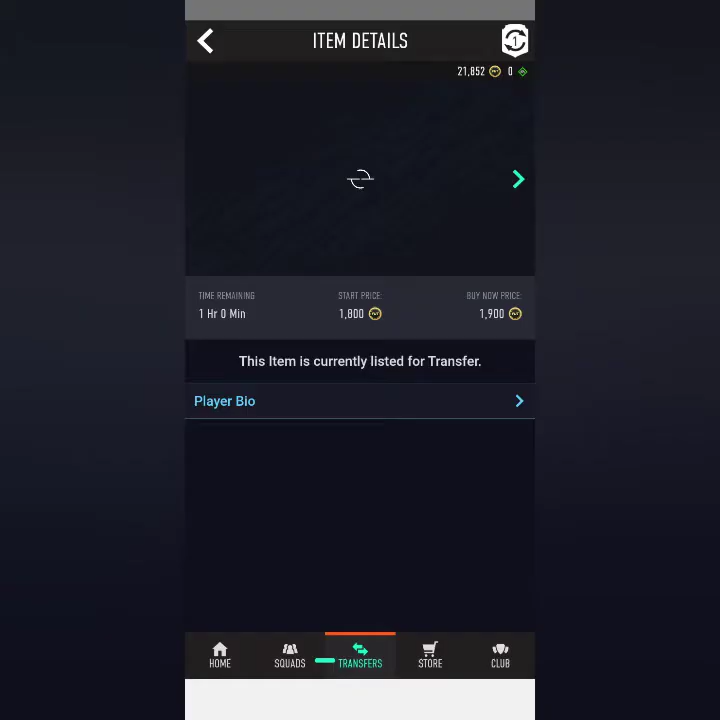 ITEM DETAILS
1
21,852 0
TIME REMAINING START PRICE: BUY NOW PRICE:
1 Hr 0 Min 1,800 1,900
This Item is currently listed for Transfer.
Player Bio
HOME SQUADS TRANSFERS STORE CLUB